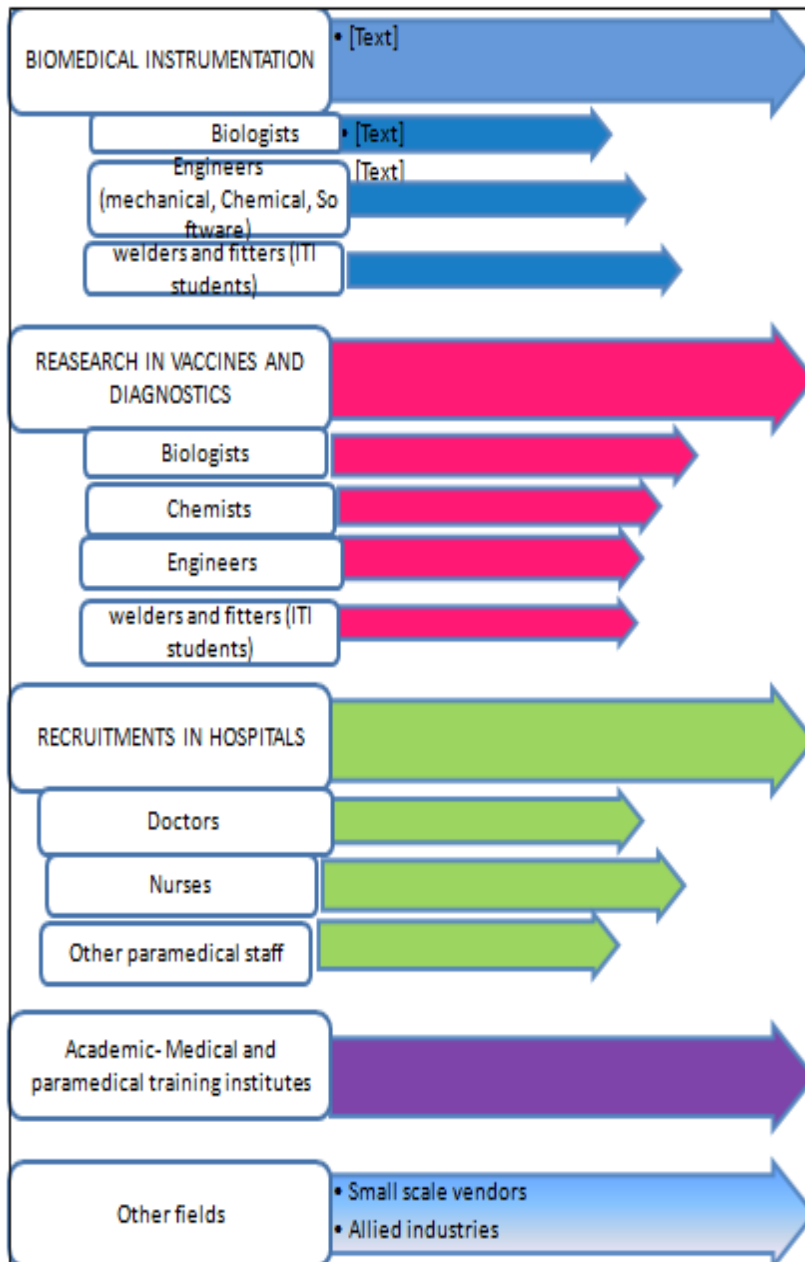 BIOMEDICAL INSTRUMENTATION
• [Text]
Biologists
• [Text]
Engineers
(mechanical, Chemical, So
ftware)
[Text]
welders and fitters (ITI
students)
REASEARCH IN VACCINES AND
DIAGNOSTICS
Biologists
Chemists
Engineers
welders and fitters (ITI
students)
RECRUITMENTS IN HOSPITALS
Doctors
Nurses
Other paramedical staff
Academic- Medical and
paramedical training institutes
Other fields
• Small scale vendors
• Allied industries